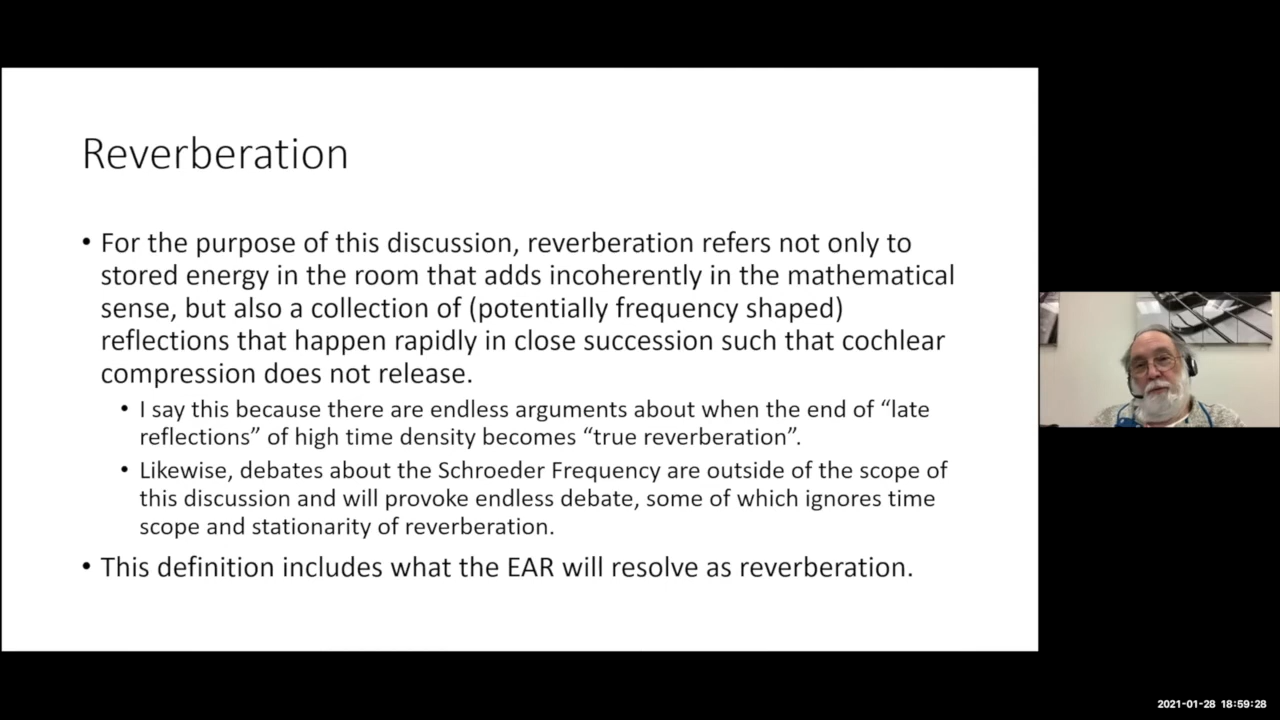 Reverberation
• For the purpose of this discussion, reverberation refers not only to
stored energy in the room that adds incoherently in the mathematical
sense, but also a collection of (potentially frequency shaped)
reflections that happen rapidly in close succession such that cochlear
compression does not release.
• I say this because there are endless arguments about when the end of “late
reflections” of high time density becomes “true reverberation”.
• Likewise, debates about the Schroeder Frequency are outside of the scope of
this discussion and will provoke endless debate, some of which ignores time
scope and stationarity of reverberation.
• This definition includes what the EAR will resolve as reverberation.
2021-01-28 18:59:28